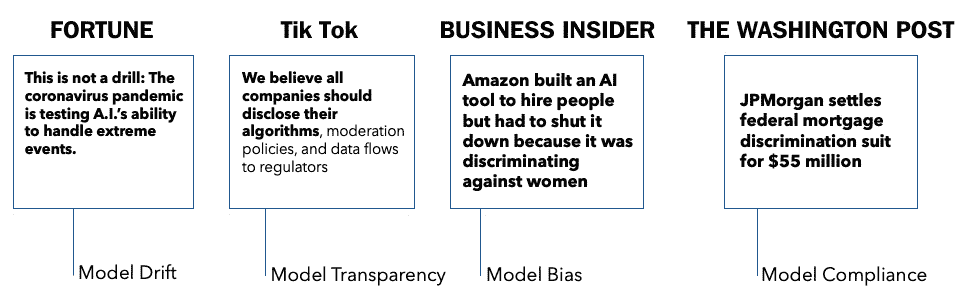 FORTUNE
This is not a drill: The
coronavirus pandemic
is testing A.I.’s ability
to handle extreme
events.
Model Drift
Tik Tok
We believe all
companies should
disclose their
algorithms, moderation
policies, and data flows
to regulators
Model Transparency
BUSINESS INSIDER
Amazon built an AI
tool to hire people
but had to shut it
down because it was
discriminating
against women
Model Bias
THE WASHINGTON POST
JPMorgan settles
federal mortgage
discrimination suit
for $55 million
Model Compliance